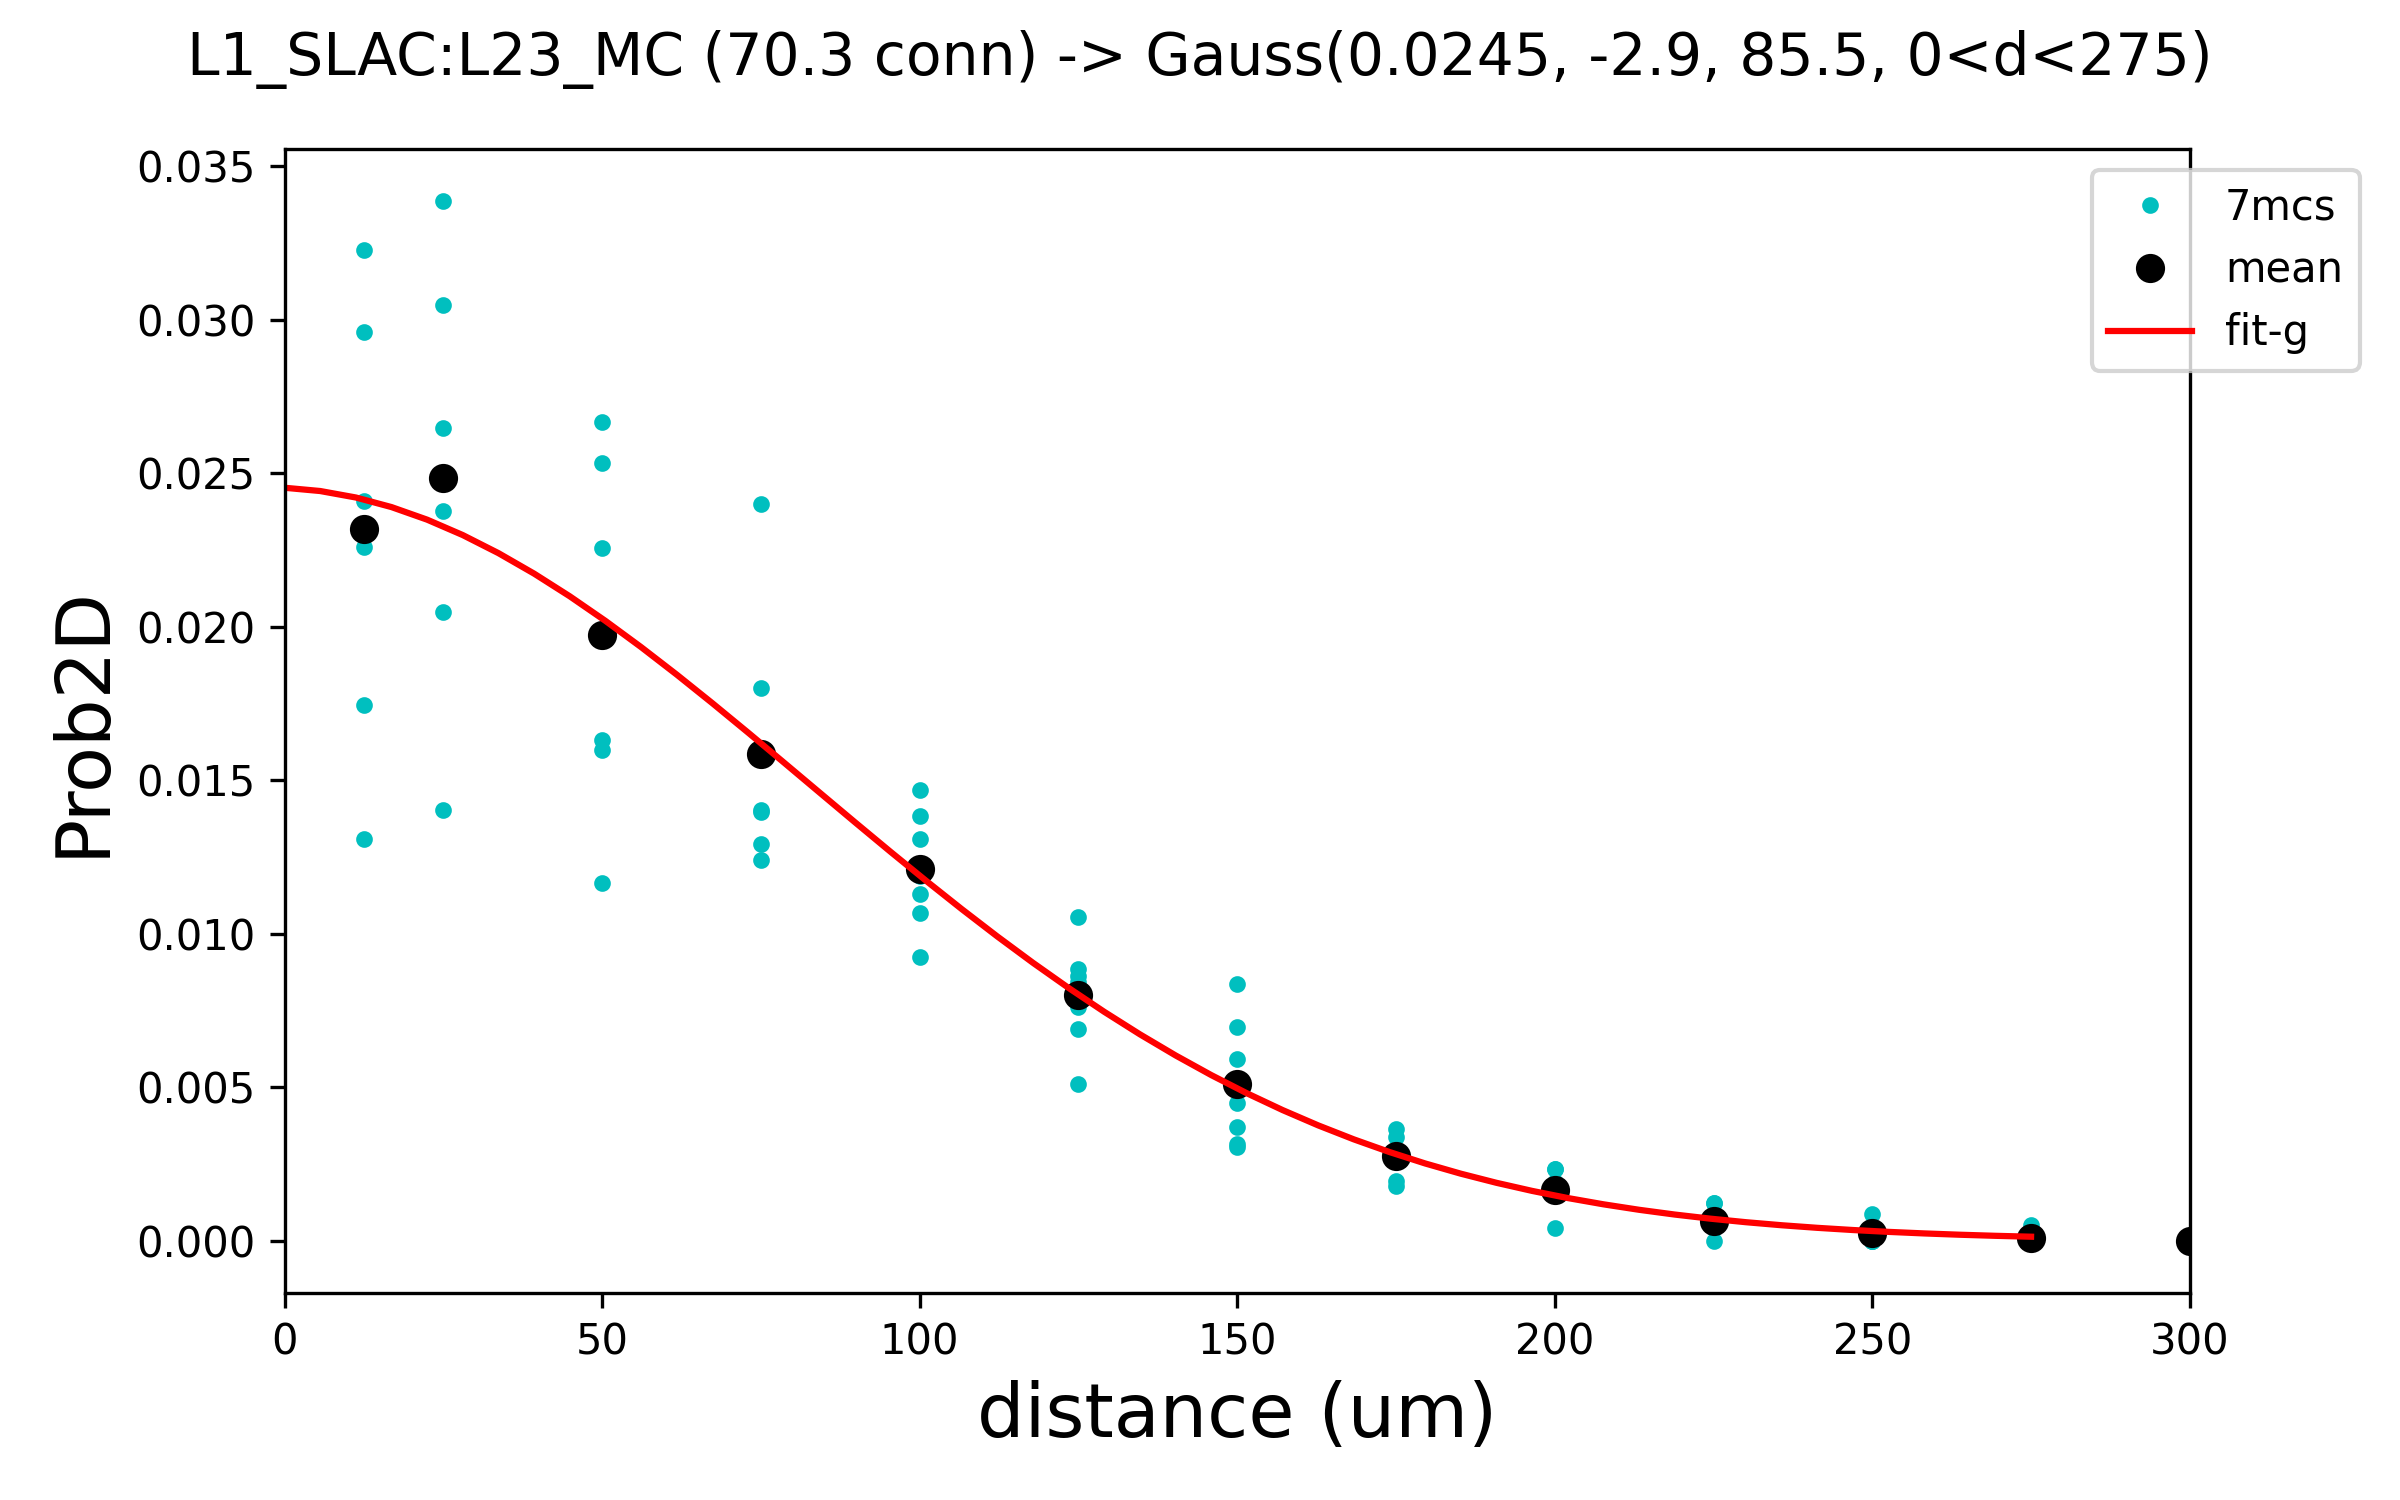 L1_SLAC:L23_MC (70.3 conn) -> Gauss(0.0245, -2.9, 85.5, 0<d<275)
7mcs
mean
fit-g
Prob2D
0.035
0.030
0.025
0.020
0.015
0.010
0.005
0.000
0 50 100 150 200 250 300
distance (um)